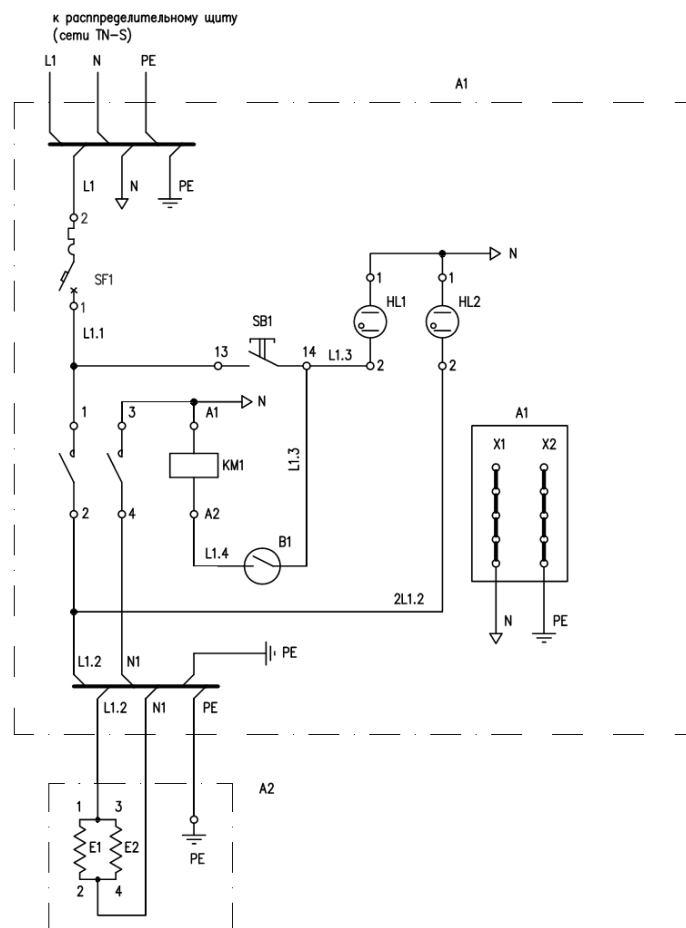 к расппределительному щиту
(сети TN-S)
L1 N PE
A1
L1 N PE
2
SF1
1
L1.1
N
1 1
HL1 HL2
SB1
13 14 L1.3 2 2
1 3 A1 N
KM1
L1.3
2 4 A2
L1.4 B1
A1
X1 X2
N PE
2L1.2
L1.2 N1 PE
L1.2 N1 PE
A2
1 3
E1 E2
2 4
PE